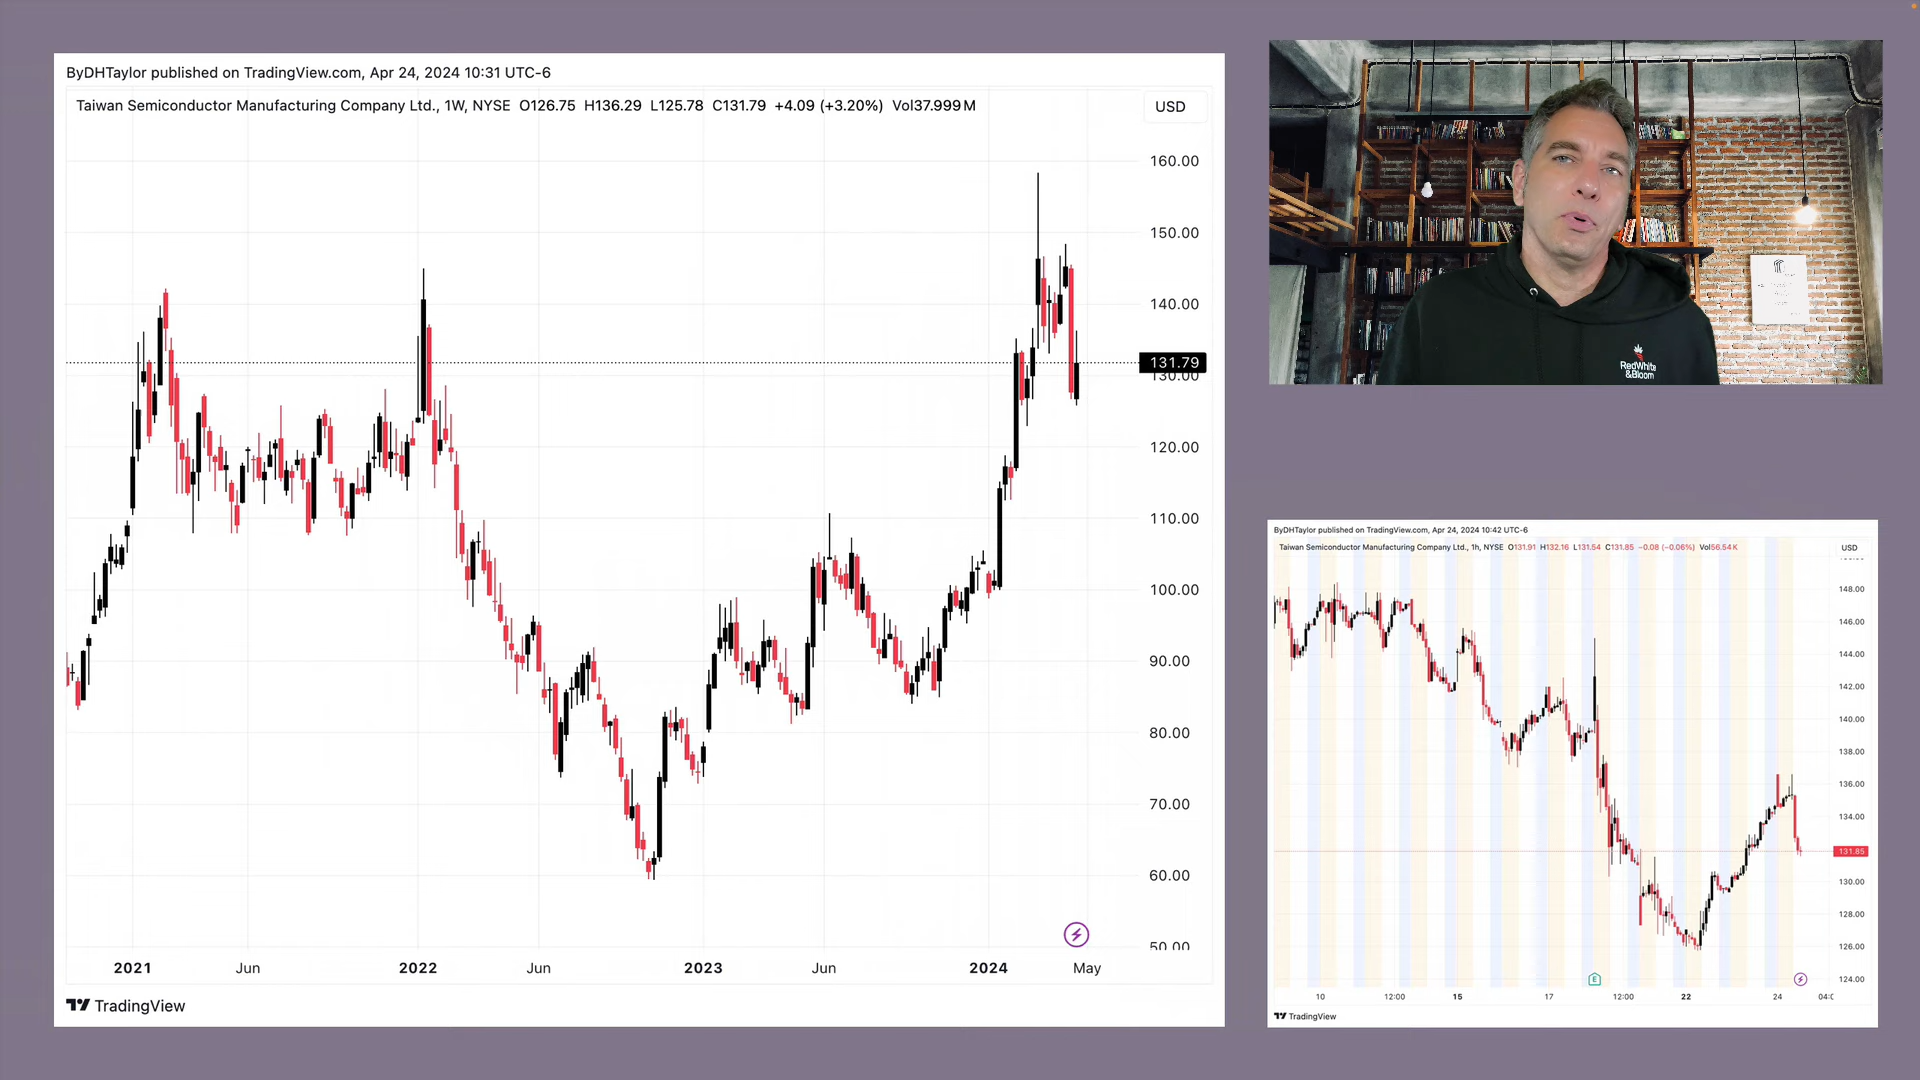 ByDHTaylor published on TradingView.com, Apr 24, 2024 10:31 UTC-6
Taiwan Semiconductor Manufacturing Company Ltd., 1W, NYSE O126.75 H136.29 L125.78 C131.79 +4.09 (+3.20%) Vol37.999M
USD
160.00
150.00
140.00
131.79
130.00
120.00
110.00
100.00
90.00
80.00
70.00
60.00
50.00
2021 Jun 2022 Jun 2023 Jun 2024 May
TradingView
RedWhite
&Bloom
ByDHTaylor published on TradingView.com, Apr 24, 2024 10:42 UTC-6
Taiwan Semiconductor Manufacturing Company Ltd., 1h, NYSE O131.91 H132.16 L131.54 C131.85 −0.08 (−0.06%) Vol56.54K
USD
148.00
146.00
144.00
142.00
140.00
138.00
136.00
134.00
131.85
130.00
128.00
126.00
124.00
E
10 12:00 15 17 12:00 22 24 04:0
TradingView